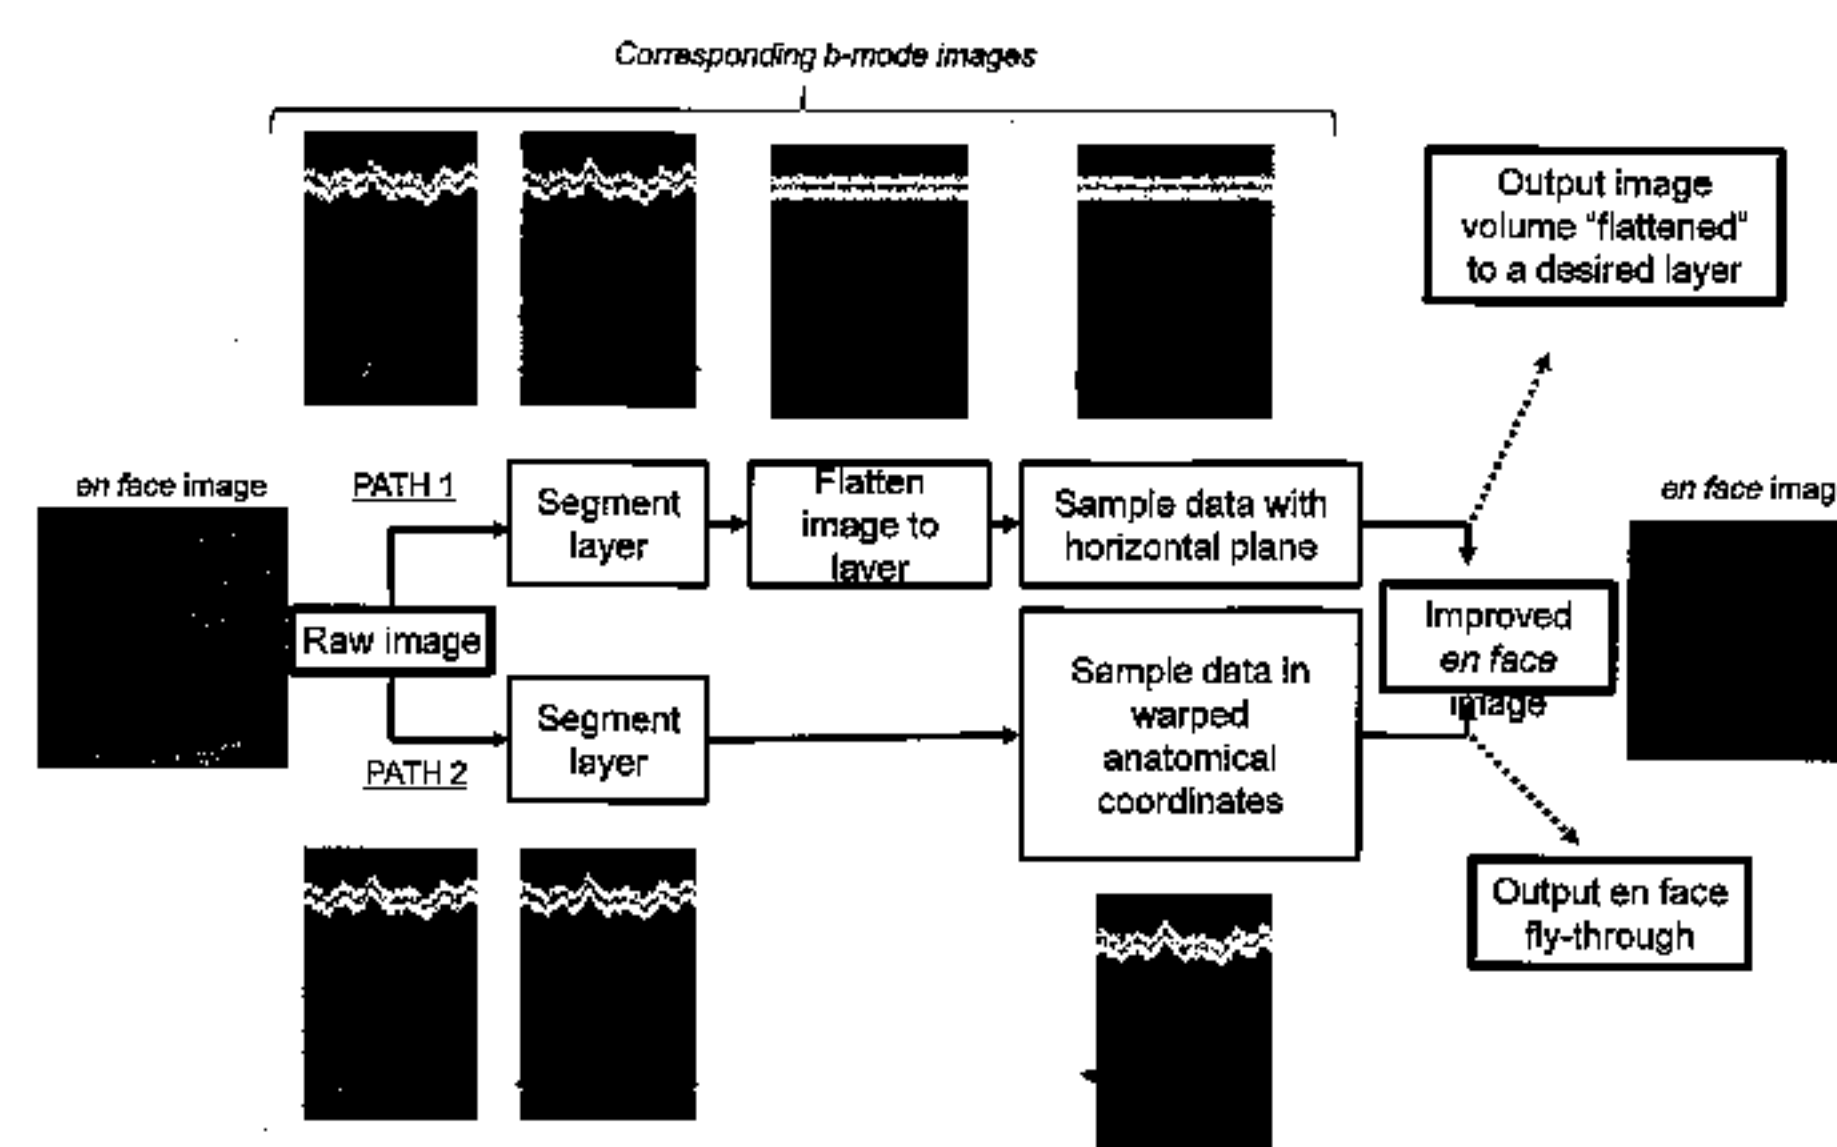 Corresponding b-mode images
Output image
volume "flattened"
to a desired layer
en face image
PATH 1
Segment
layer
Flatten
image to
layer
Sample data with
horizontal plane
en face imag
Raw image
Improved
en face
image
Segment
layer
PATH 2
Sample data in
warped
anatomical
coordinates
Output en face
fly-through